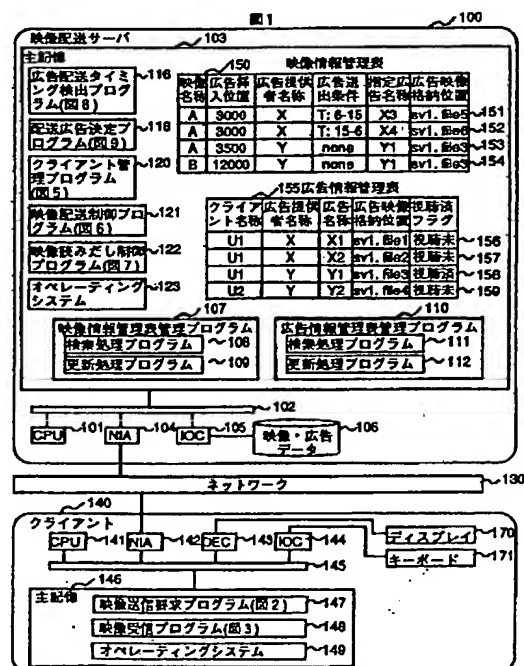 図1
100
映像配送サーバ
103
主記憶
広告配送タイミング検出プログラム(図8)
116
配送広告決定プログラム(図9)
118
クライアント管理プログラム(図5)
120
映像配送制御プログラム(図6)
121
映像読みだし制御プログラム(図7)
122
オペレーティングシステム
123
150
映像情報管理表
映像名称 広告挿入位置 広告提供者名称 広告送出条件 指定広告名称 広告映像格納位置
A 3000 X T:6-15 X3 sv1.file5 151
A 3000 X T:15-6 X4 sv1.file6 152
A 3500 Y none Y1 sv1.file3 153
B 12000 Y none Y1 sv1.file3 154
155 広告情報管理表
クライアント名称 広告提供者名称 広告名称 広告映像格納位置 視聴済フラグ
U1 X X1 sv1.file1 視聴未 156
U1 X X2 sv1.file2 視聴未 157
U1 Y Y1 sv1.file3 視聴済 158
U2 Y Y2 sv1.file4 視聴未 159
107
映像情報管理表管理プログラム
検索処理プログラム 108
更新処理プログラム 109
110
広告情報管理表管理プログラム
検索処理プログラム 111
更新処理プログラム 112
102
CPU 101 NIA 104 IOC 105 映像・広告データ 106
ネットワーク 130
140
クライアント
CPU 141 NIA 142 DEC 143 IOC 144
ディスプレイ 170
キーボード 171
145
146
主記憶
映像送信要求プログラム(図2) 147
映像受信プログラム(図3) 148
オペレーティングシステム 149